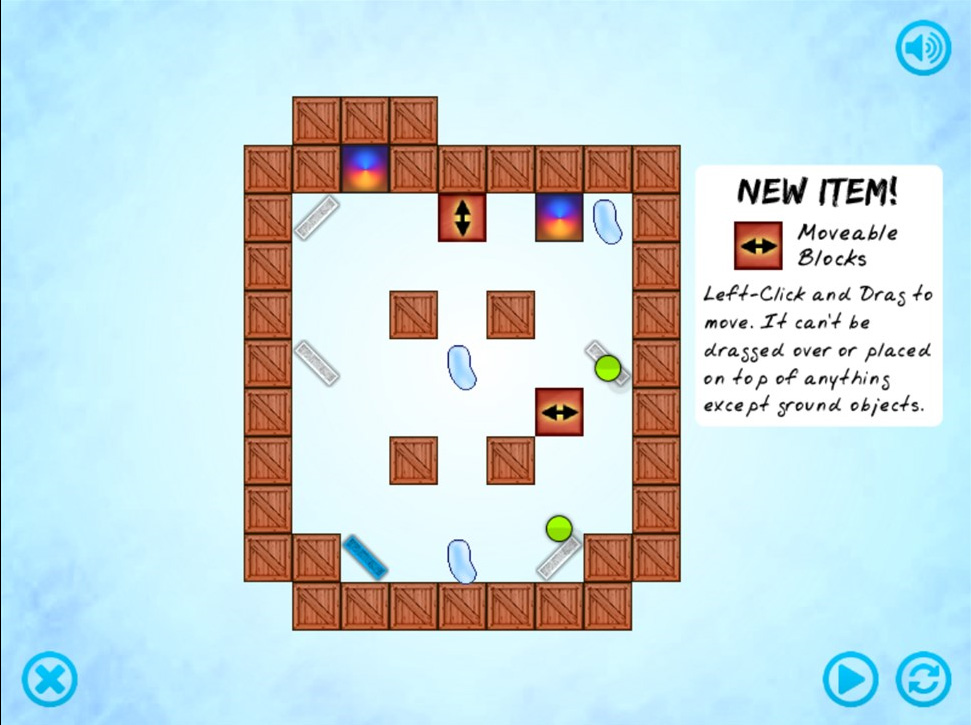 NEW ITEM!
Moveable
Blocks
Left-Click and Drag to
move. It can't be
dragged over or placed
on top of anything
except ground objects.